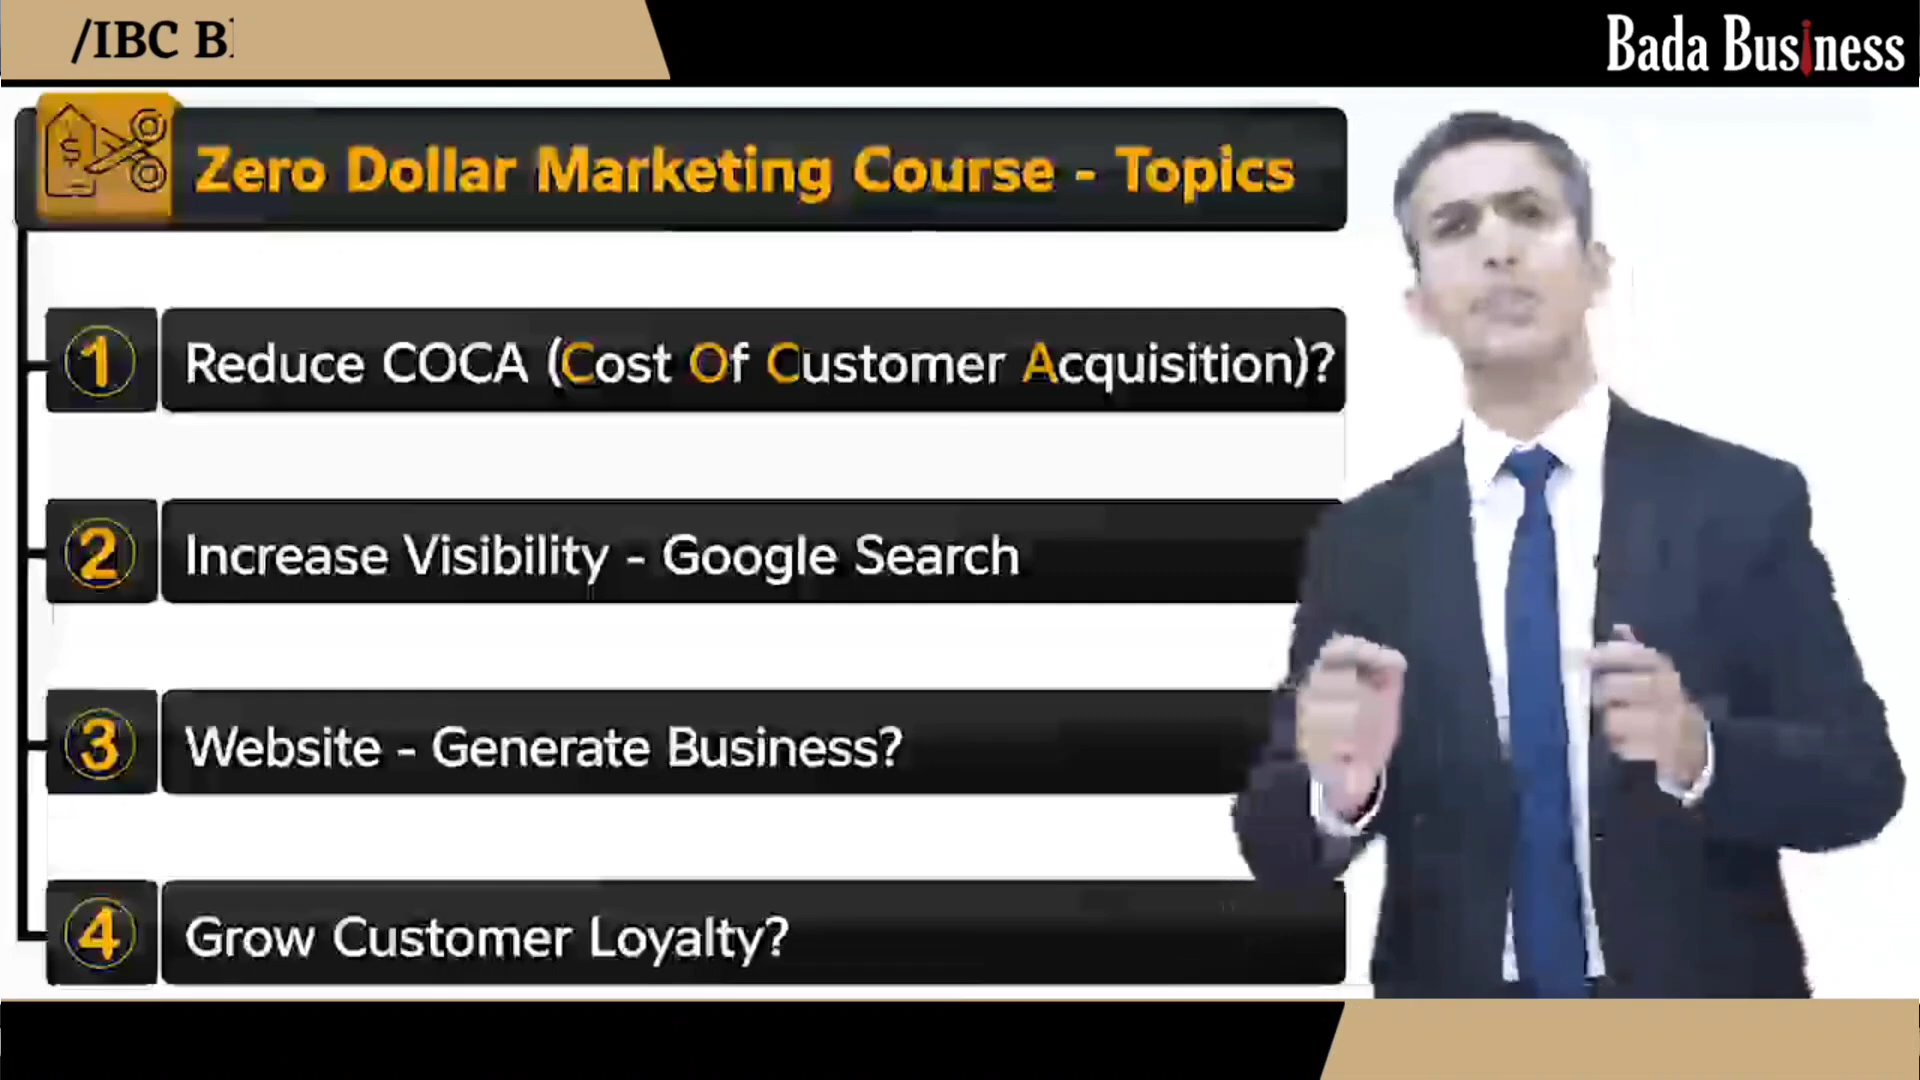 /IBC B
Bada Business
Zero Dollar Marketing Course - Topics
1 Reduce COCA (Cost Of Customer Acquisition)?
2 Increase Visibility - Google Search
3 Website - Generate Business?
4 Grow Customer Loyalty?